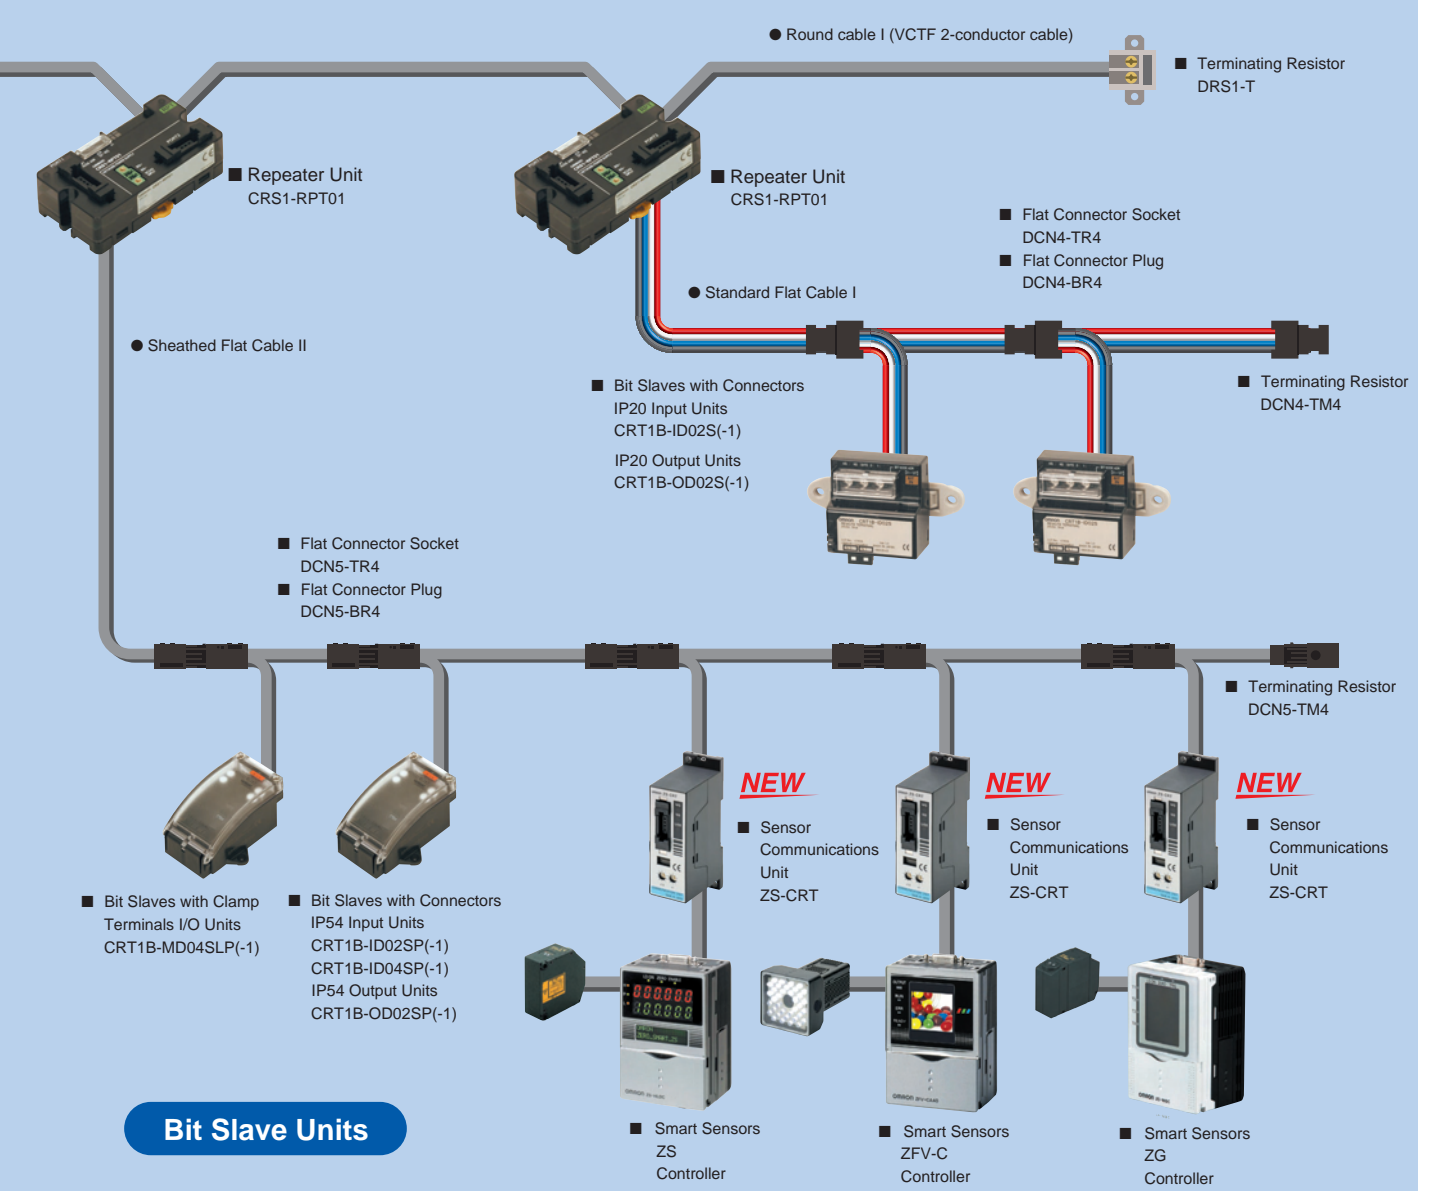 ● Round cable I (VCTF 2-conductor cable)
■ Terminating Resistor
DRS1-T
■ Repeater Unit
CRS1-RPT01
■ Repeater Unit
CRS1-RPT01
■ Flat Connector Socket
DCN4-TR4
■ Flat Connector Plug
DCN4-BR4
● Standard Flat Cable I
● Sheathed Flat Cable II
■ Bit Slaves with Connectors
IP20 Input Units
CRT1B-ID02S(-1)
IP20 Output Units
CRT1B-OD02S(-1)
■ Terminating Resistor
DCN4-TM4
■ Flat Connector Socket
DCN5-TR4
■ Flat Connector Plug
DCN5-BR4
■ Terminating Resistor
DCN5-TM4
NEW
■ Sensor
Communications
Unit
ZS-CRT
NEW
■ Sensor
Communications
Unit
ZS-CRT
NEW
■ Sensor
Communications
Unit
ZS-CRT
■ Bit Slaves with Clamp
Terminals I/O Units
CRT1B-MD04SLP(-1)
■ Bit Slaves with Connectors
IP54 Input Units
CRT1B-ID02SP(-1)
CRT1B-ID04SP(-1)
IP54 Output Units
CRT1B-OD02SP(-1)
Bit Slave Units
■ Smart Sensors
ZS
Controller
■ Smart Sensors
ZFV-C
Controller
■ Smart Sensors
ZG
Controller